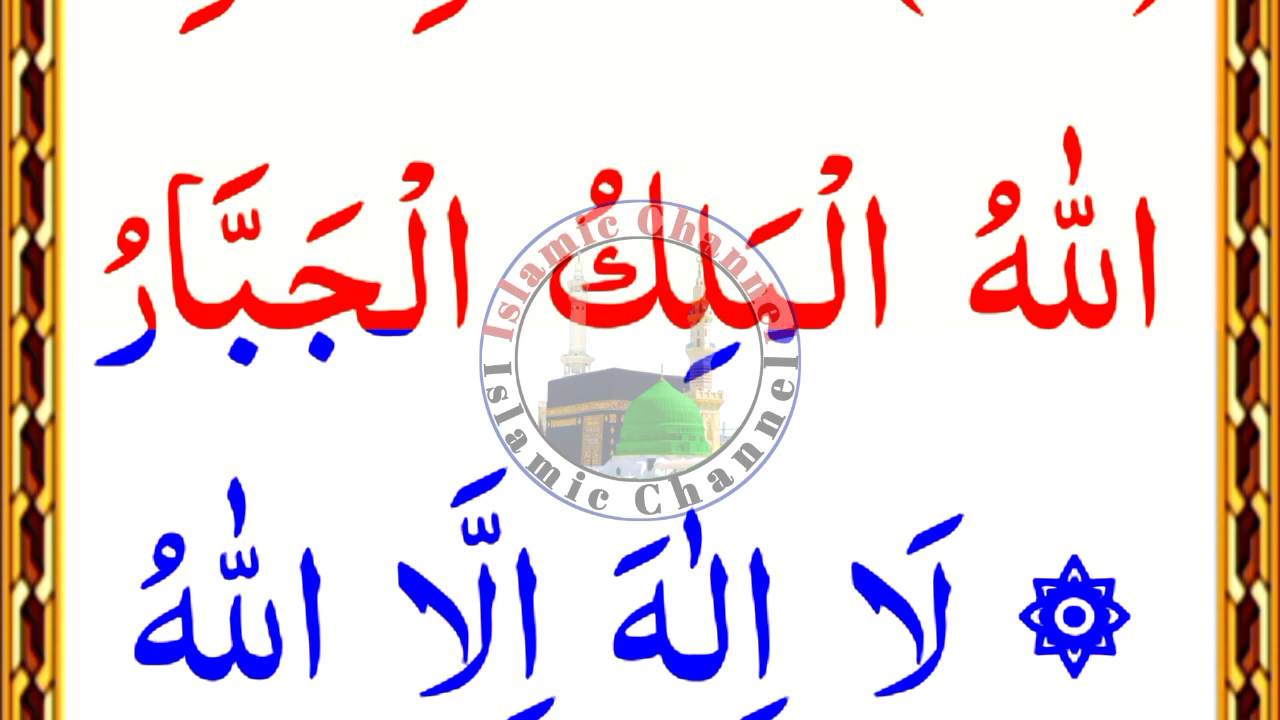 اللّٰهُ الْمَلِكْ الْجَبَّارُ
Islamic Channel
Islamic Channel
۞ لَا اِلٰهَ اِلَّا اللّٰهُ